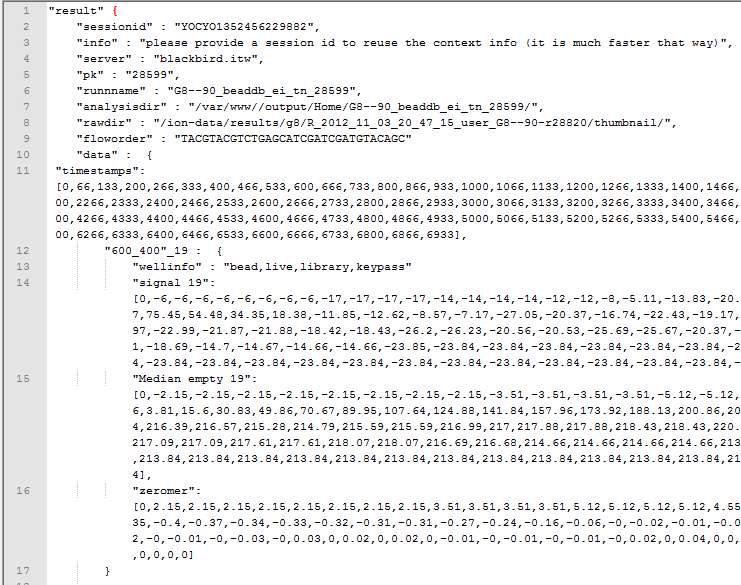 1 "result" {
2 "sessionid" : "YOCYO1352456229882",
3 "info" : "please provide a session id to reuse the context info (it is much faster that way)",
4 "server" : "blackbird.itw",
5 "pk" : "28599",
6 "runnname" : "G8--90_beaddb_ei_tn_28599",
7 "analysisdir" : "/var/www//output/Home/G8--90_beaddb_ei_tn_28599/",
8 "rawdir" : "/ion-data/results/g8/R_2012_11_03_20_47_15_user_G8--90-r28820/thumbnail/",
9 "floworder" : "TACGTACGTCTGAGCATCGATCGATGTACAGC"
10 "data" : {
11 "timestamps":
[0,66,133,200,266,333,400,466,533,600,666,733,800,866,933,1000,1066,1133,1200,1266,1333,1400,1466,
00,2266,2333,2400,2466,2533,2600,2666,2733,2800,2866,2933,3000,3066,3133,3200,3266,3333,3400,3466,
00,4266,4333,4400,4466,4533,4600,4666,4733,4800,4866,4933,5000,5066,5133,5200,5266,5333,5400,5466,
00,6266,6333,6400,6466,6533,6600,6666,6733,6800,6866,6933],
12 "600_400"_19 : {
13 "wellinfo" : "bead,live,library,keypass"
14 "signal 19":
[0,-6,-6,-6,-6,-6,-6,-6,-6,-17,-17,-17,-17,-14,-14,-14,-14,-12,-12,-8,-5.11,-13.83,-20.
7,75.45,54.48,34.35,18.38,-11.85,-12.62,-8.57,-7.17,-27.05,-20.37,-16.74,-22.43,-19.17,
97,-22.99,-21.87,-21.88,-18.42,-18.43,-26.2,-26.23,-20.56,-20.53,-25.69,-25.67,-20.37,-
1,-18.69,-14.7,-14.67,-14.66,-14.66,-23.85,-23.84,-23.84,-23.84,-23.84,-23.84,-23.84,-2
4,-23.84,-23.84,-23.84,-23.84,-23.84,-23.84,-23.84,-23.84,-23.84,-23.84,-23.84,-23.84,-
15 "Median empty 19":
[0,-2.15,-2.15,-2.15,-2.15,-2.15,-2.15,-2.15,-2.15,-3.51,-3.51,-3.51,-3.51,-5.12,-5.12,
6,3.81,15.6,30.83,49.86,70.67,89.95,107.64,124.88,141.84,157.96,173.92,188.13,200.86,20
4,216.39,216.57,215.28,214.79,215.59,215.59,216.99,217,217.88,217.88,218.43,218.43,220.
217.09,217.09,217.61,217.61,218.07,218.07,216.69,216.68,214.66,214.66,214.66,214.66,213
,213.84,213.84,213.84,213.84,213.84,213.84,213.84,213.84,213.84,213.84,213.84,213.84,21
4],
16 "zeromer":
[0,2.15,2.15,2.15,2.15,2.15,2.15,2.15,2.15,3.51,3.51,3.51,3.51,5.12,5.12,5.12,5.12,4.55
35,-0.4,-0.37,-0.34,-0.33,-0.32,-0.31,-0.31,-0.27,-0.24,-0.16,-0.06,-0,-0.02,-0.01,-0.0
2,-0,-0.01,-0,-0.03,-0,0.03,0,0.02,0,0.02,0,-0.01,-0,-0.01,-0,-0.01,-0,0.02,0,0.04,0,0,
,0,0,0,0]
17 }